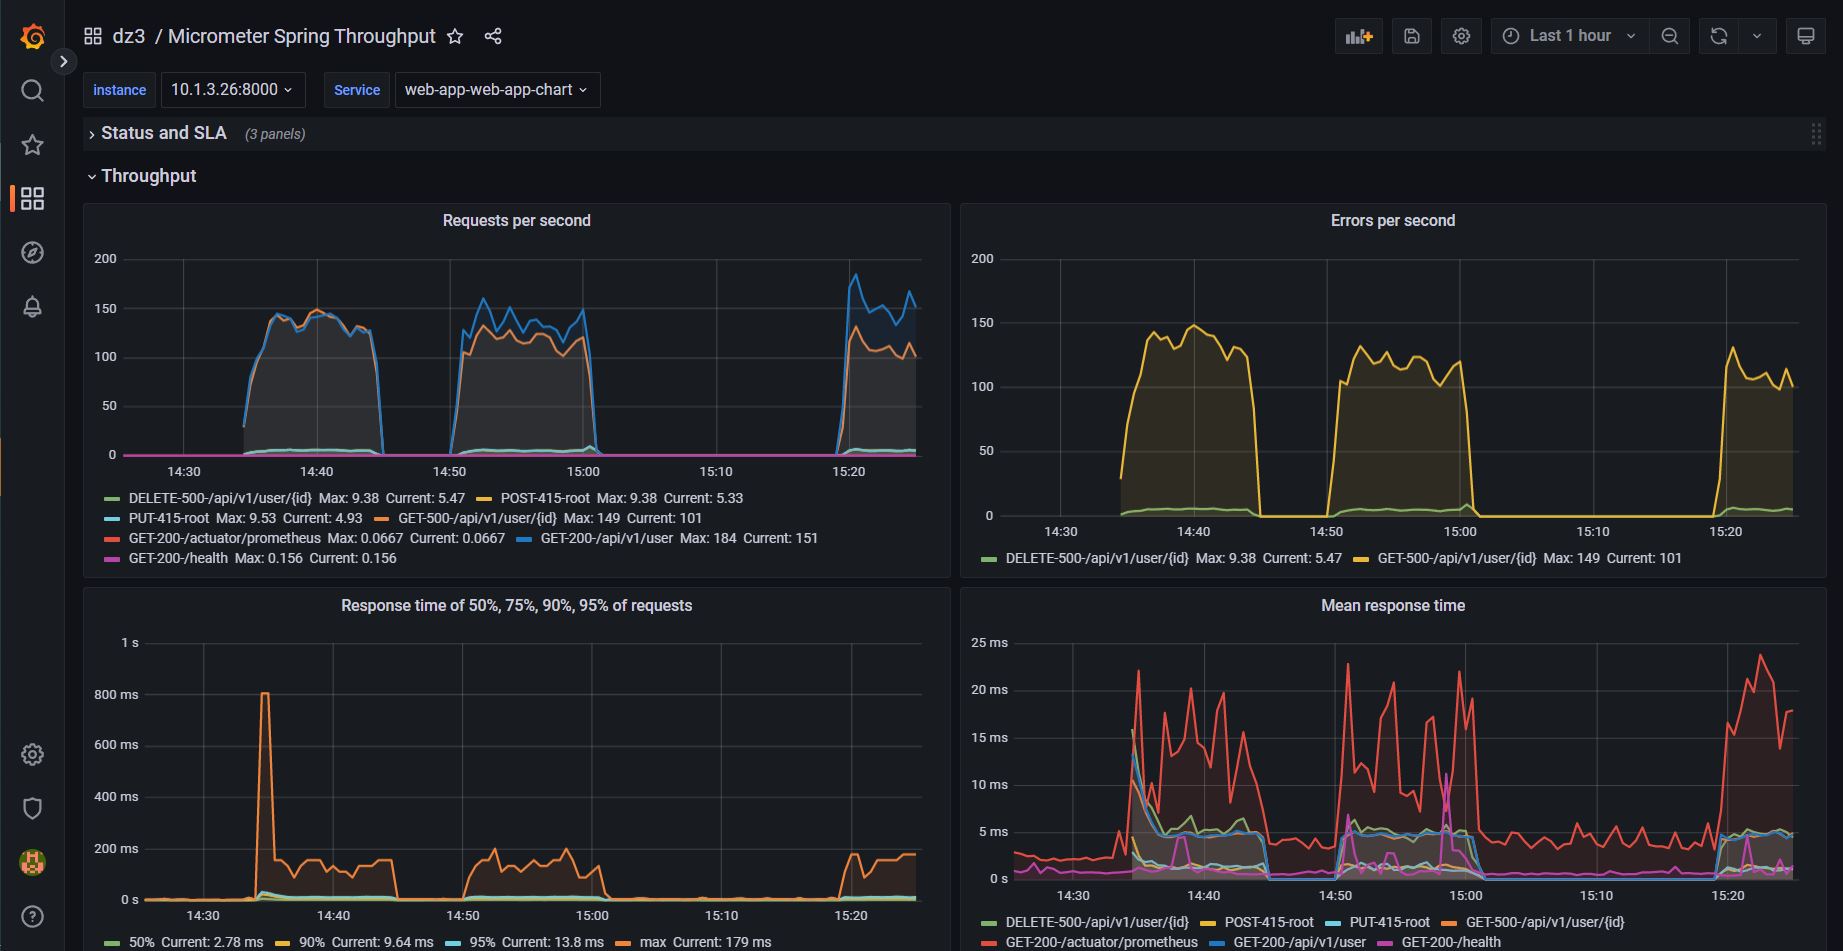 dz3 / Micrometer Spring Throughput
Last 1 hour
instance 10.1.3.26:8000 Service web-app-web-app-chart
Status and SLA (3 panels)
Throughput
Requests per second
200
150
100
50
0
14:30 14:40 14:50 15:00 15:10 15:20
DELETE-500-/api/v1/user/{id} Max: 9.38 Current: 5.47 POST-415-root Max: 9.38 Current: 5.33
PUT-415-root Max: 9.53 Current: 4.93 GET-500-/api/v1/user/{id} Max: 149 Current: 101
GET-200-/actuator/prometheus Max: 0.0667 Current: 0.0667 GET-200-/api/v1/user Max: 184 Current: 151
GET-200-/health Max: 0.156 Current: 0.156
Errors per second
200
150
100
50
0
14:30 14:40 14:50 15:00 15:10 15:20
DELETE-500-/api/v1/user/{id} Max: 9.38 Current: 5.47 GET-500-/api/v1/user/{id} Max: 149 Current: 101
Response time of 50%, 75%, 90%, 95% of requests
1 s
800 ms
600 ms
400 ms
200 ms
0 s
14:30 14:40 14:50 15:00 15:10 15:20
50% Current: 2.78 ms 90% Current: 9.64 ms 95% Current: 13.8 ms max Current: 179 ms
Mean response time
25 ms
20 ms
15 ms
10 ms
5 ms
0 s
14:30 14:40 14:50 15:00 15:10 15:20
DELETE-500-/api/v1/user/{id} POST-415-root PUT-415-root GET-500-/api/v1/user/{id}
GET-200-/actuator/prometheus GET-200-/api/v1/user GET-200-/health